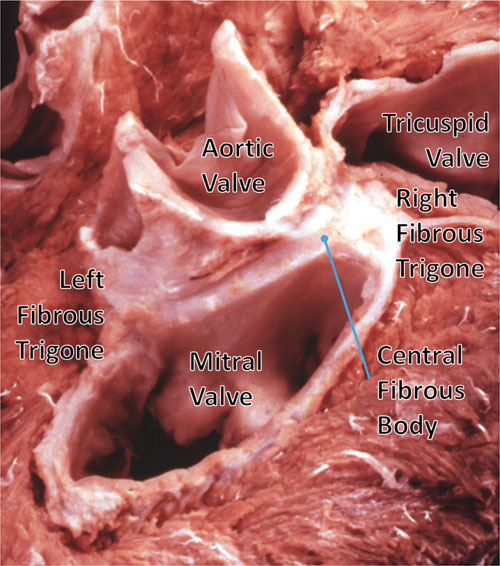 Aortic
Valve
Tricuspid
Valve
Right
Fibrous
Trigone
Left
Fibrous
Trigone
Mitral
Valve
Central
Fibrous
Body